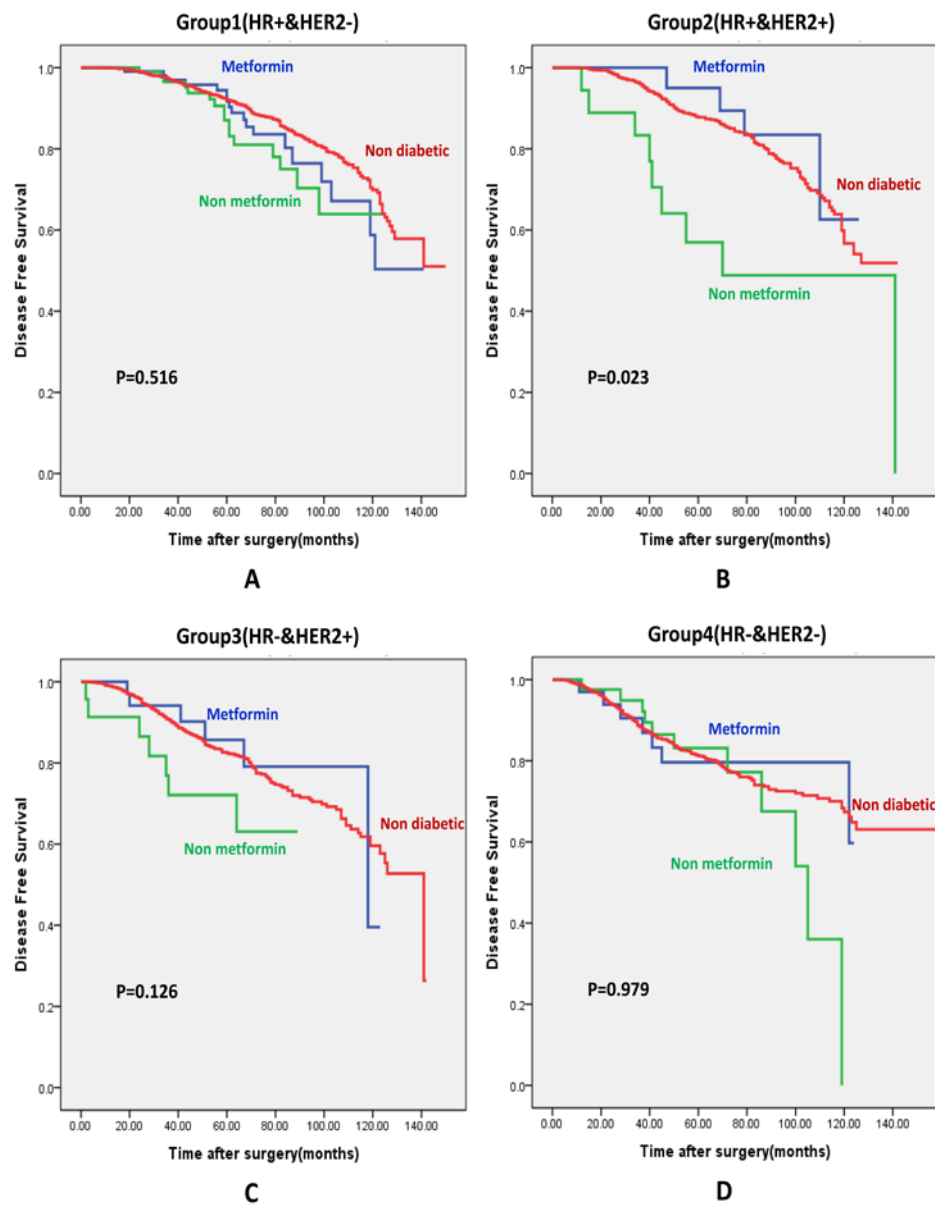 Group1(HR+&HER2-)
Disease Free Survival
1.0
0.8
0.6
0.4
0.2
0.0
Metformin
Non diabetic
Non metformin
P=0.516
0.00 20.00 40.00 60.00 80.00 100.00 120.00 140.00
Time after surgery(months)
A
Group2(HR+&HER2+)
Disease Free Survival
1.0
0.8
0.6
0.4
0.2
0.0
Metformin
Non diabetic
Non metformin
P=0.023
0.00 20.00 40.00 60.00 80.00 100.00 120.00 140.00
Time after surgery(months)
B
Group3(HR-&HER2+)
Disease Free Survival
1.0
0.8
0.6
0.4
0.2
0.0
Metformin
Non diabetic
Non metformin
P=0.126
0.00 20.00 40.00 60.00 80.00 100.00 120.00 140.00
Time after surgery(months)
C
Group4(HR-&HER2-)
Disease Free Survival
1.0
0.8
0.6
0.4
0.2
0.0
Metformin
Non diabetic
Non metformin
P=0.979
0.00 20.00 40.00 60.00 80.00 100.00 120.00 140.00
Time after surgery(months)
D